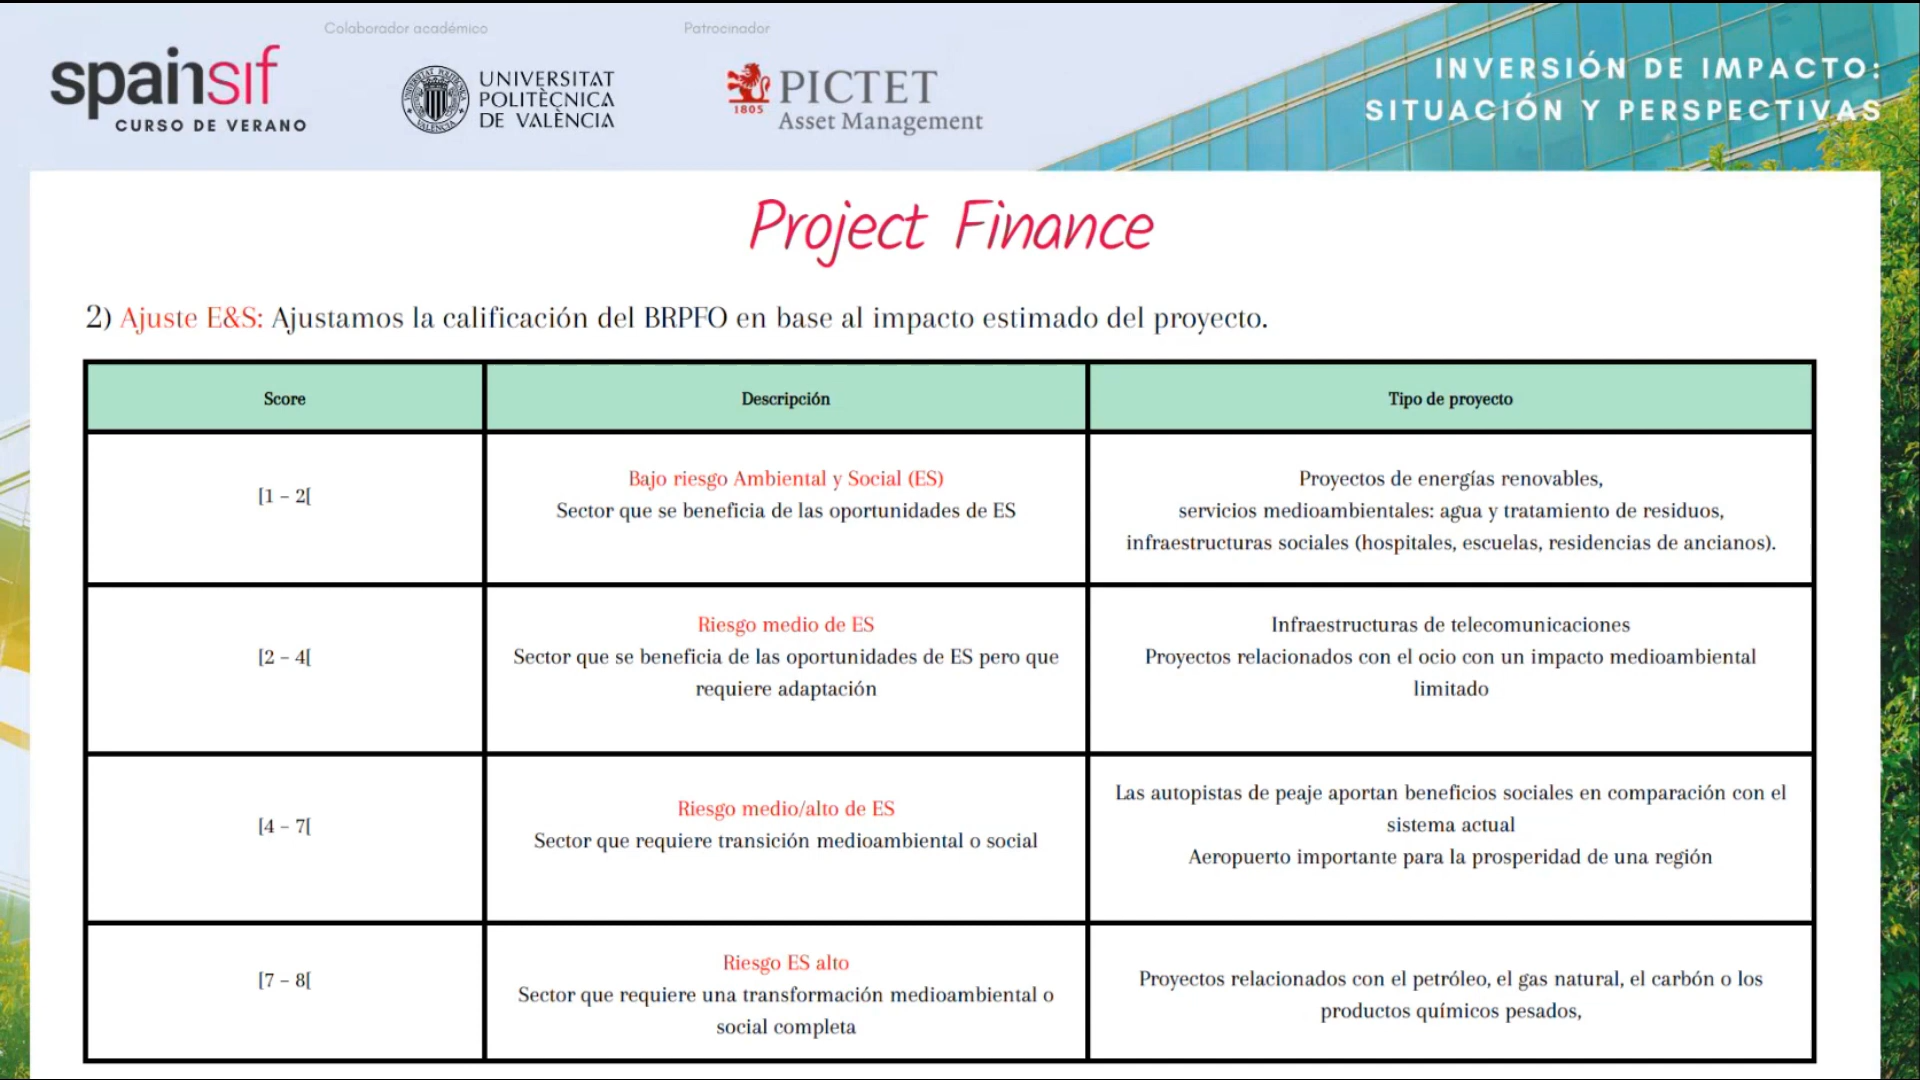 Colaborador académico
Patrocinador
spainsif
CURSO DE VERANO
UNIVERSITAT
POLITÈCNICA
DE VALÈNCIA
PICTET
1805
Asset Management
INVERSIÓN DE IMPACTO:
SITUACIÓN Y PERSPECTIVAS
Project Finance
2) Ajuste E&S: Ajustamos la calificación del BRPFO en base al impacto estimado del proyecto.
Score
Descripción
Tipo de proyecto
[1 – 2[
Bajo riesgo Ambiental y Social (ES)
Sector que se beneficia de las oportunidades de ES
Proyectos de energías renovables,
servicios medioambientales: agua y tratamiento de residuos,
infraestructuras sociales (hospitales, escuelas, residencias de ancianos).
[2 – 4[
Riesgo medio de ES
Sector que se beneficia de las oportunidades de ES pero que
requiere adaptación
Infraestructuras de telecomunicaciones
Proyectos relacionados con el ocio con un impacto medioambiental
limitado
[4 – 7[
Riesgo medio/alto de ES
Sector que requiere transición medioambiental o social
Las autopistas de peaje aportan beneficios sociales en comparación con el
sistema actual
Aeropuerto importante para la prosperidad de una región
[7 – 8[
Riesgo ES alto
Sector que requiere una transformación medioambiental o
social completa
Proyectos relacionados con el petróleo, el gas natural, el carbón o los
productos químicos pesados,